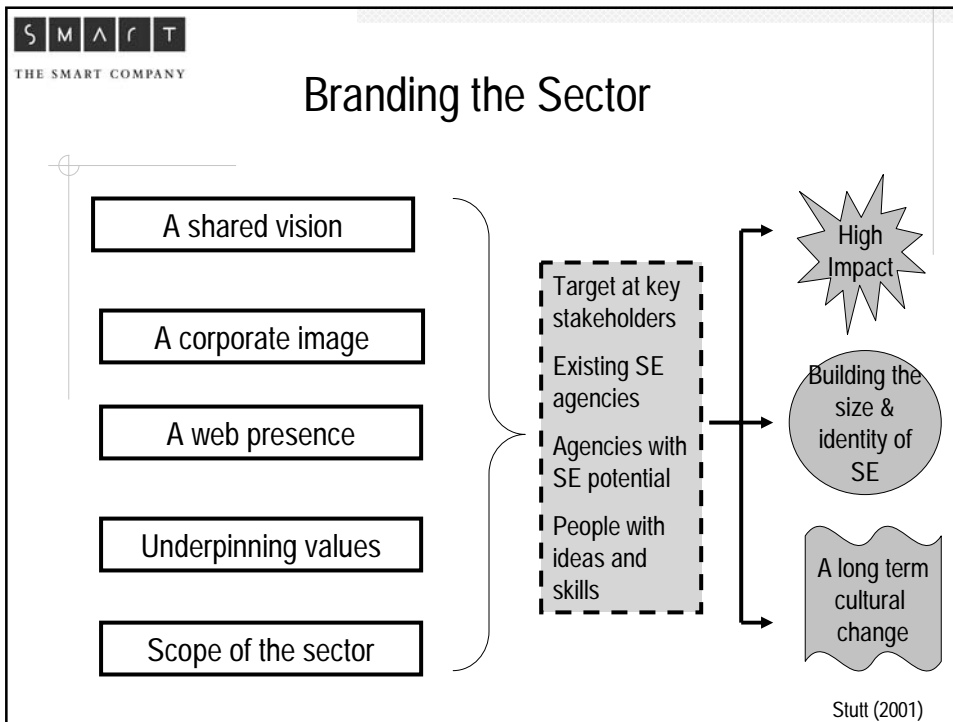 SMART
THE SMART COMPANY
Branding the Sector
A shared vision
A corporate image
A web presence
Underpinning values
Scope of the sector
Target at key
stakeholders
Existing SE
agencies
Agencies with
SE potential
People with
ideas and
skills
High
Impact
Building the
size &
identity of
SE
A long term
cultural
change
Stutt (2001)